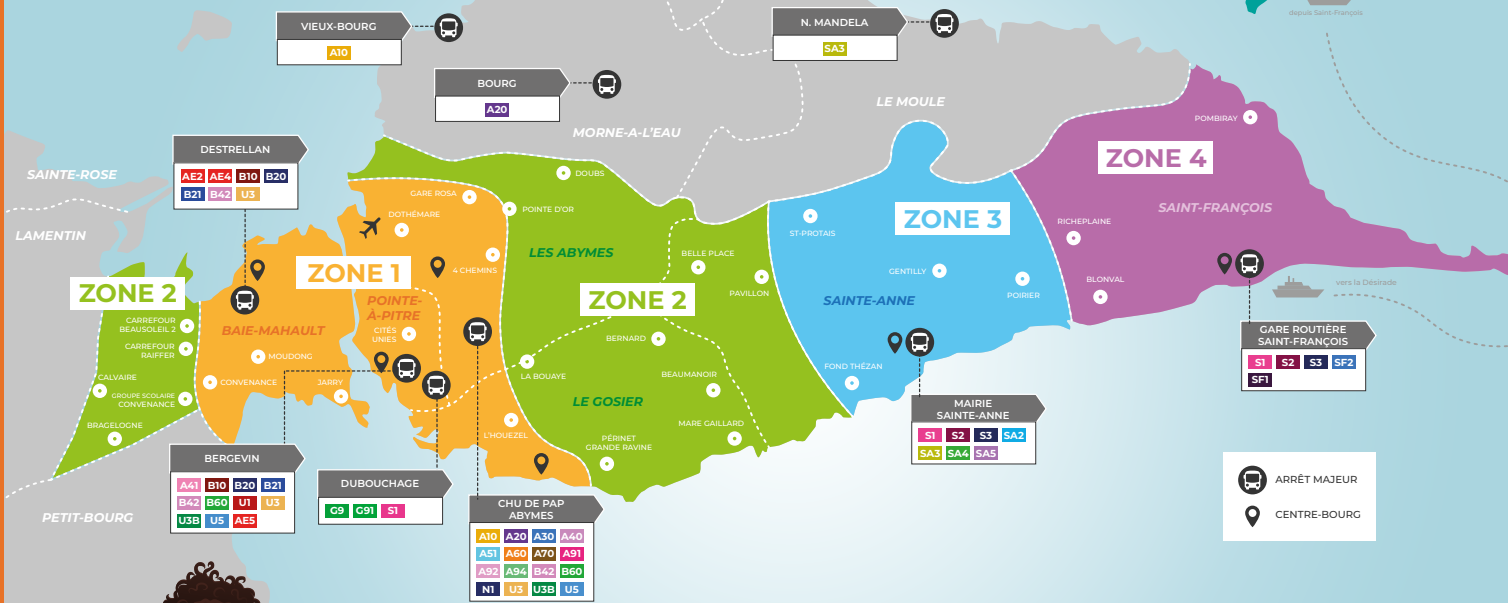 depuis Saint-François
VIEUX-BOURG
A10
BOURG
A20
N. MANDELA
SA3
LE MOULE
MORNE-A-L'EAU
POMBIRAY
ZONE 4
SAINT-FRANÇOIS
RICHEPLAINE
BLONVAL
DESTRELLAN
AE2 AE4 B10 B20
B21 B42 U3
SAINTE-ROSE
LAMENTIN
PETIT-BOURG
ZONE 2
CARREFOUR
BEAUSOLEIL 2
CARREFOUR
RAIFFER
CALVAIRE
GROUPE SCOLAIRE
CONVENANCE
BRAGELOGNE
GARE ROSA
DOTHÉMARE
4 CHEMINS
ZONE 1
POINTE-
À-PITRE
BAIE-MAHAULT
CITÉS
UNIES
MOUDONG
CONVENANCE
JARRY
L'HOUEZEL
DOUBS
POINTE D'OR
LES ABYMES
BELLE PLACE
PAVILLON
ZONE 2
BERNARD
LA BOUAYE
BEAUMANOIR
LE GOSIER
MARE GAILLARD
PÉRINET
GRANDE RAVINE
ZONE 3
ST-PROTAIS
GENTILLY
POIRIER
SAINTE-ANNE
FOND THÉZAN
vers la Désirade
GARE ROUTIÈRE
SAINT-FRANÇOIS
S1 S2 S3 SF2
SF1
MAIRIE
SAINTE-ANNE
S1 S2 S3 SA2
SA3 SA4 SA5
BERGEVIN
A41 B10 B20 B21
B42 B60 U1 U3
U3B U5 AE5
DUBOUCHAGE
G9 G91 S1
CHU DE PAP
ABYMES
A10 A20 A30 A40
A51 A60 A70 A91
A92 A94 B42 B60
N1 U3 U3B U5
ARRÊT MAJEUR
CENTRE-BOURG